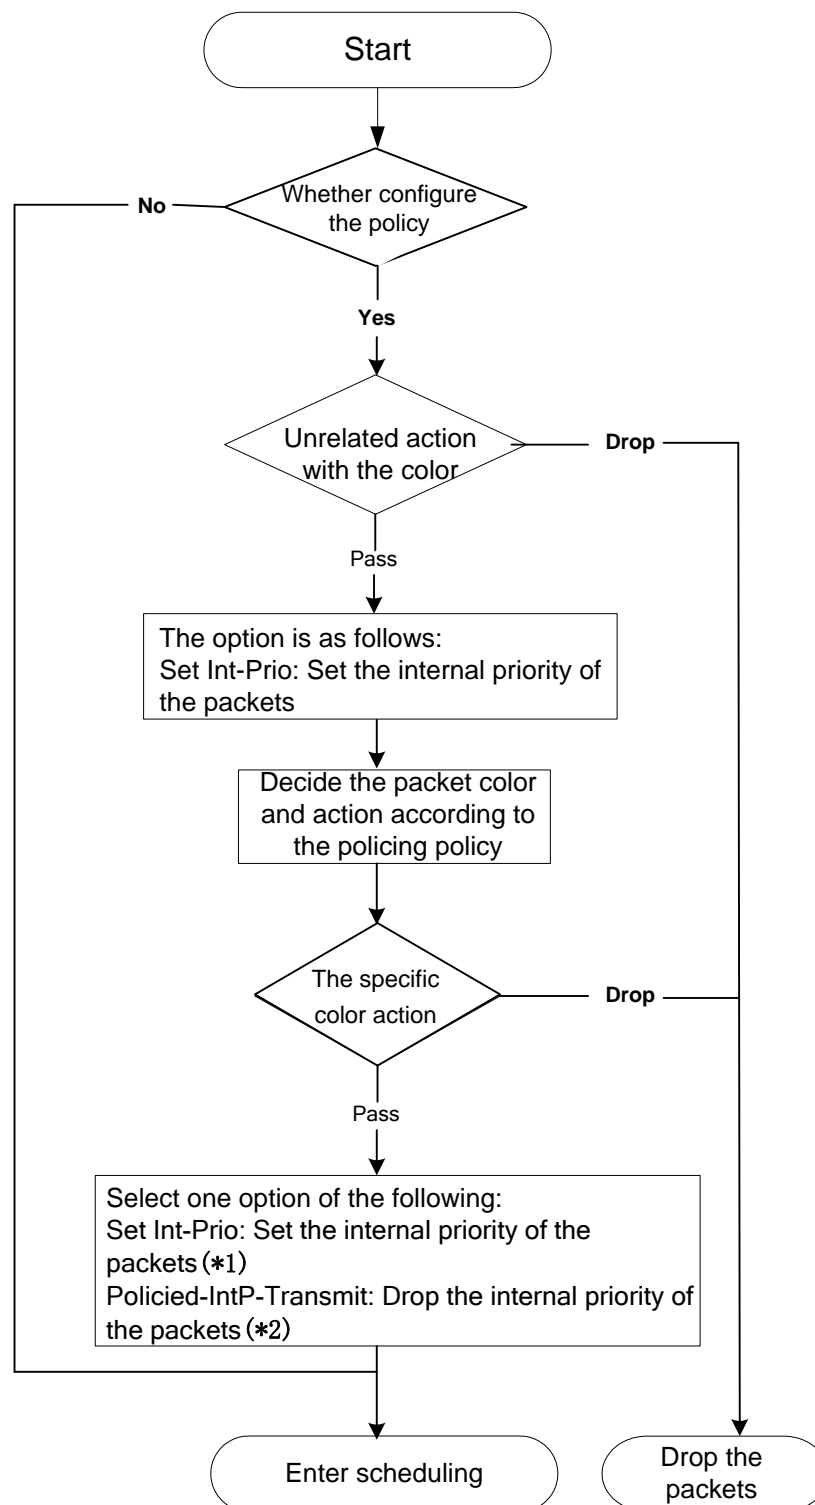 Start
Whether configure
the policy
No
Yes
Unrelated action
with the color
Drop
Pass
The option is as follows:
Set Int-Prio: Set the internal priority of
the packets
Decide the packet color
and action according to
the policing policy
The specific
color action
Drop
Pass
Select one option of the following:
Set Int-Prio: Set the internal priority of the
packets(*1)
Policied-IntP-Transmit: Drop the internal priority of
the packets(*2)
Enter scheduling
Drop the
packets